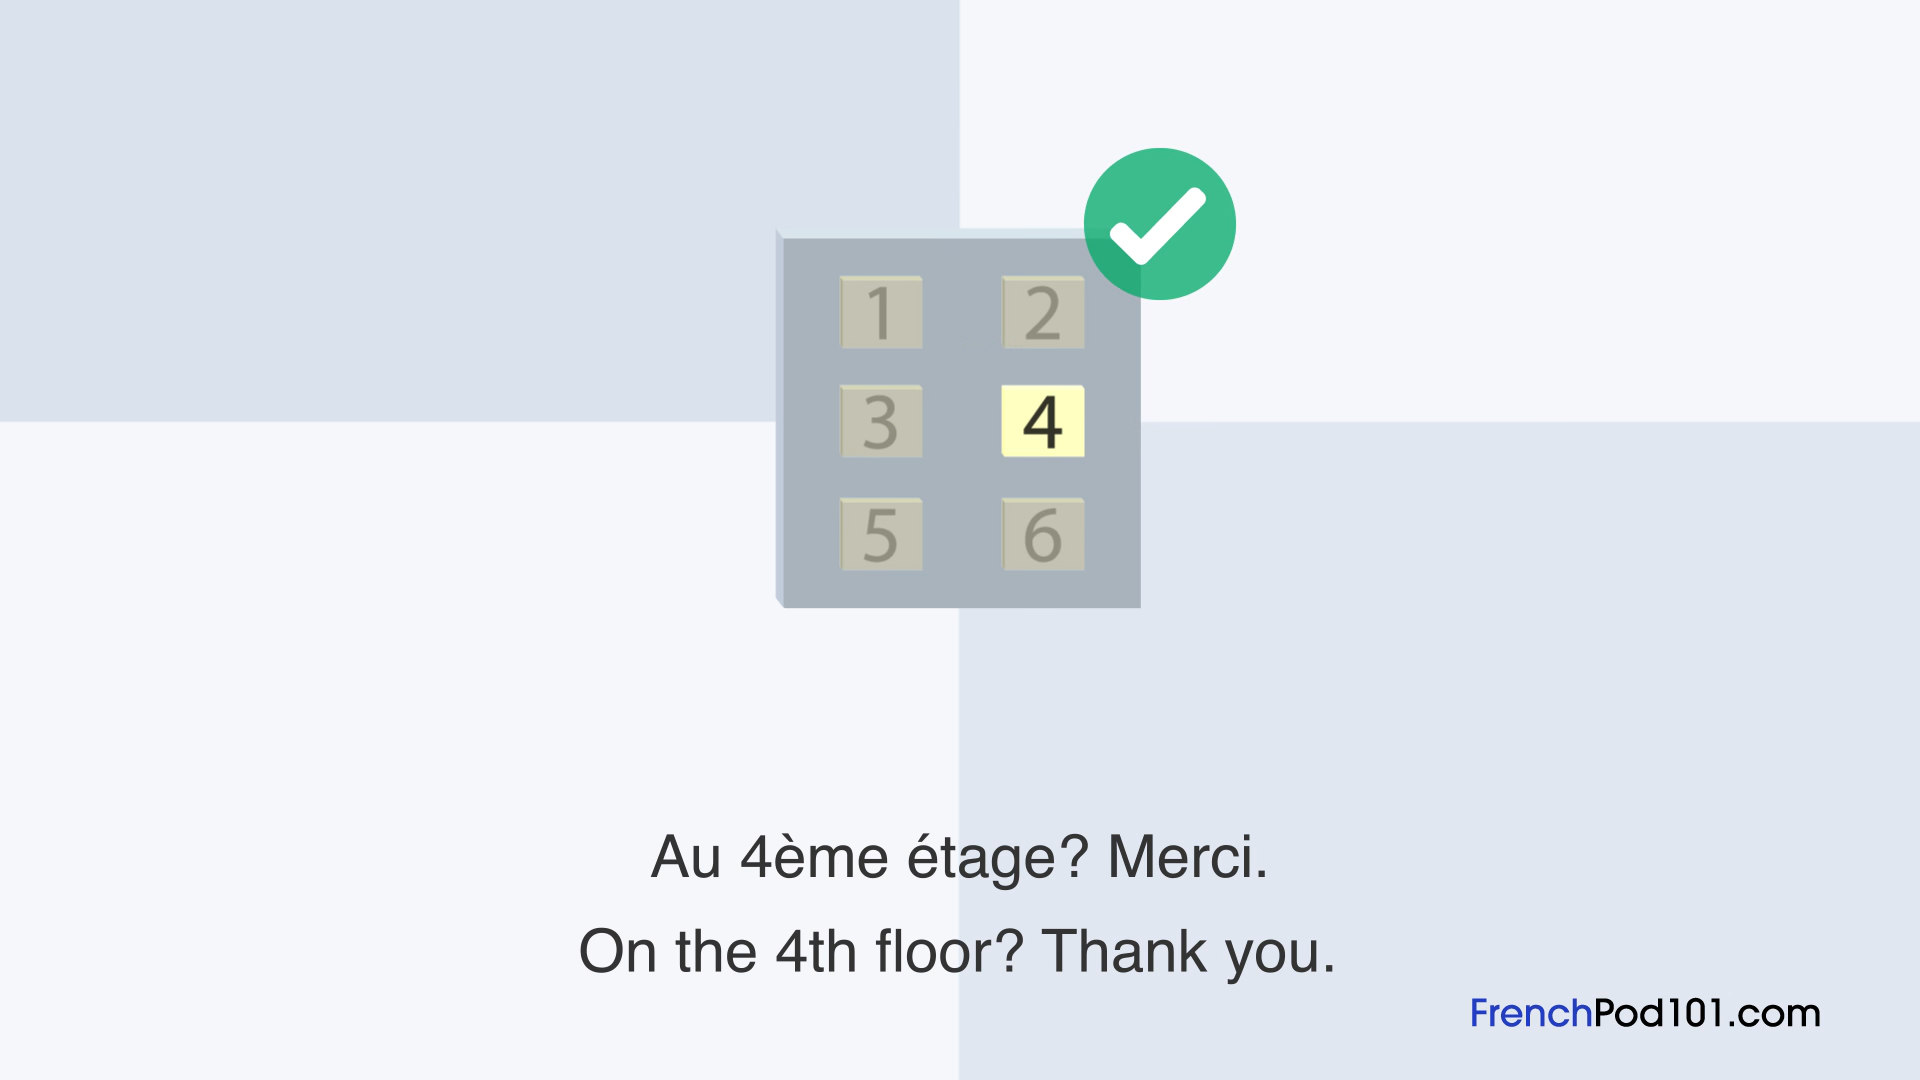 1 2
3 4
5 6
Au 4ème étage? Merci.
On the 4th floor? Thank you.
FrenchPod101.com